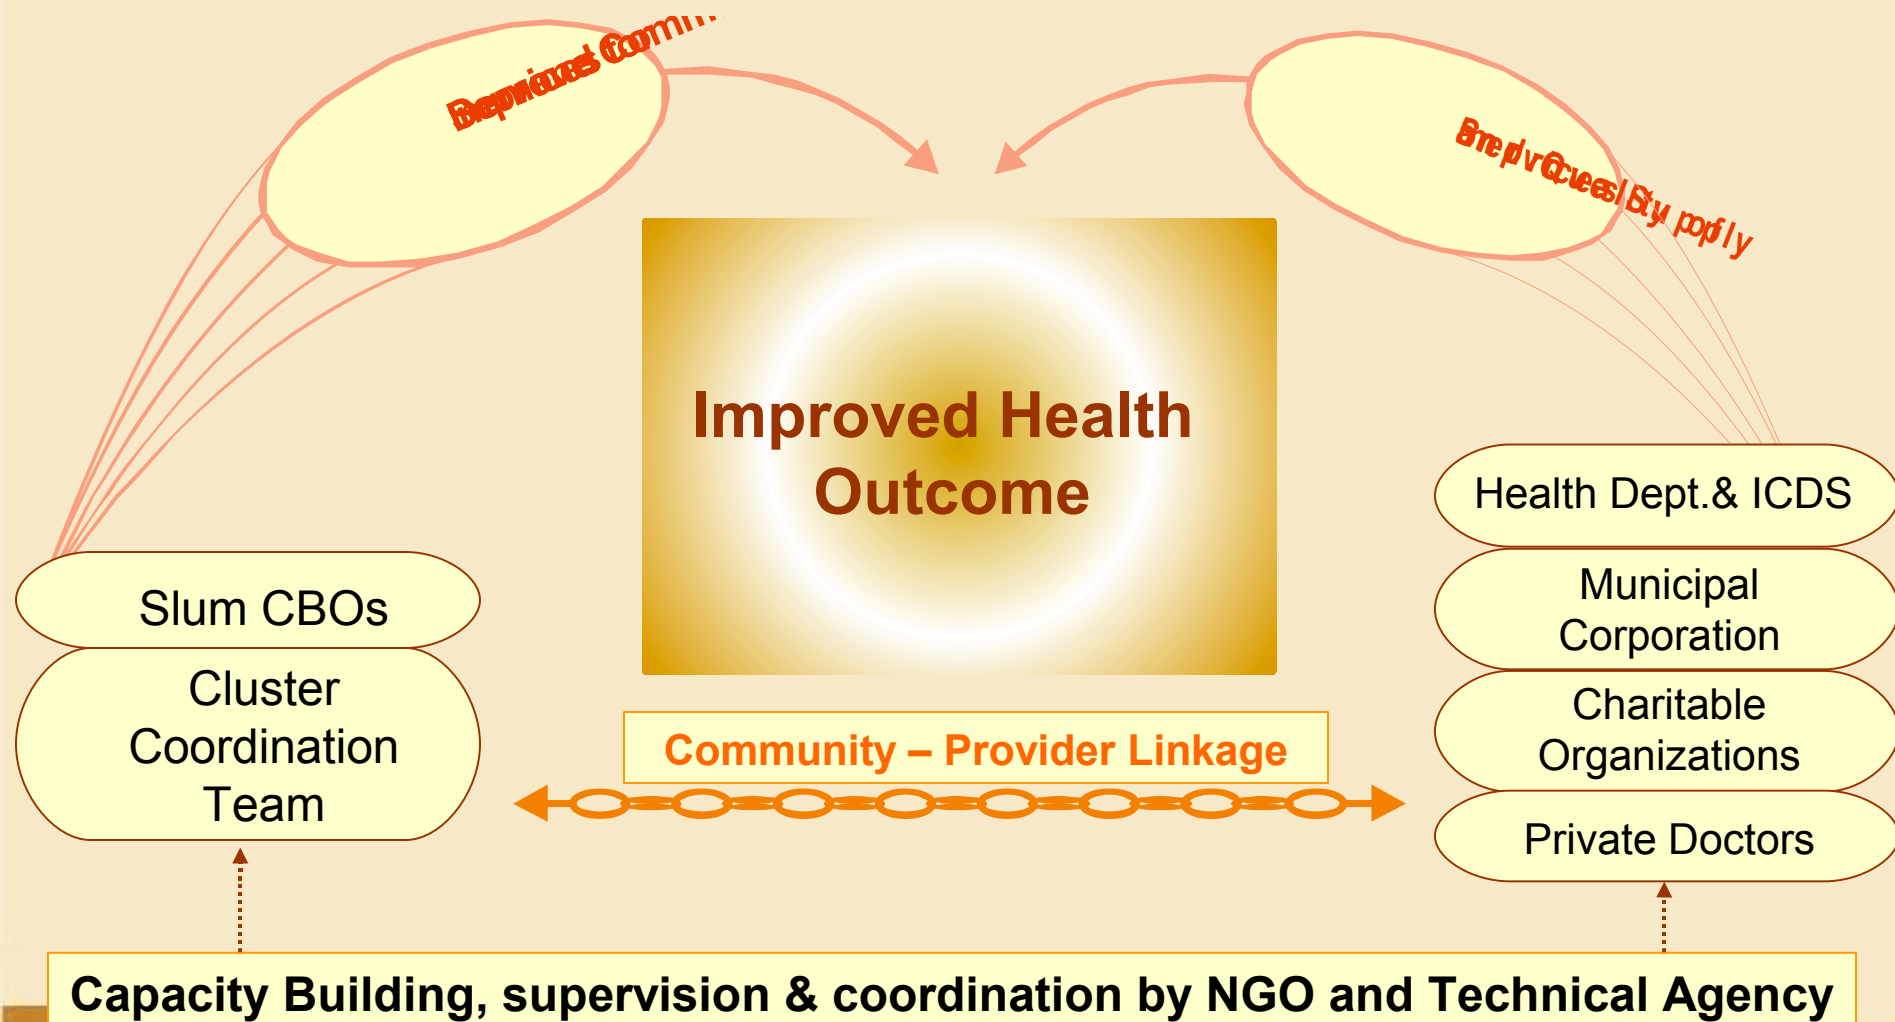 Improved Health
Outcome
Health Dept.& ICDS
Municipal
Corporation
Charitable
Organizations
Private Doctors
Slum CBOs
Cluster
Coordination
Team
Community – Provider Linkage
Capacity Building, supervision & coordination by NGO and Technical Agency